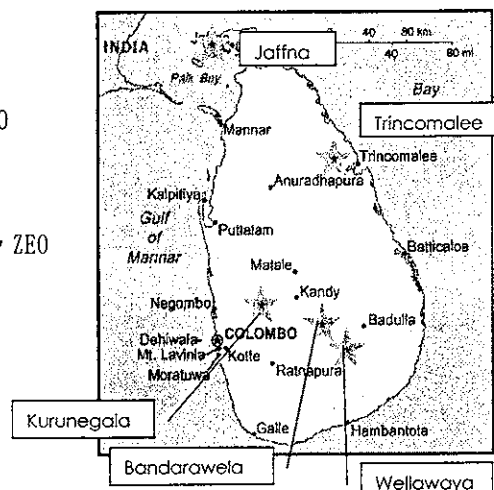 INDIA
Jaffna
40 80 km
40 80 mi
Palk Bay
Bay
Mannar
Trincomalee
Trincomalee
Anuradhapura
Kalpitiya
Gulf
of
Mannar
Puttalam
ZEO
Batticaloa
Matale
Kandy
Negombo
Badulla
Dehiwala-
Mt. Lavinia
COLOMBO
Kotte
Moratuwa
Ratnapura
Kurunegala
Galle
Hambantota
Bandarawela
Wellawaya